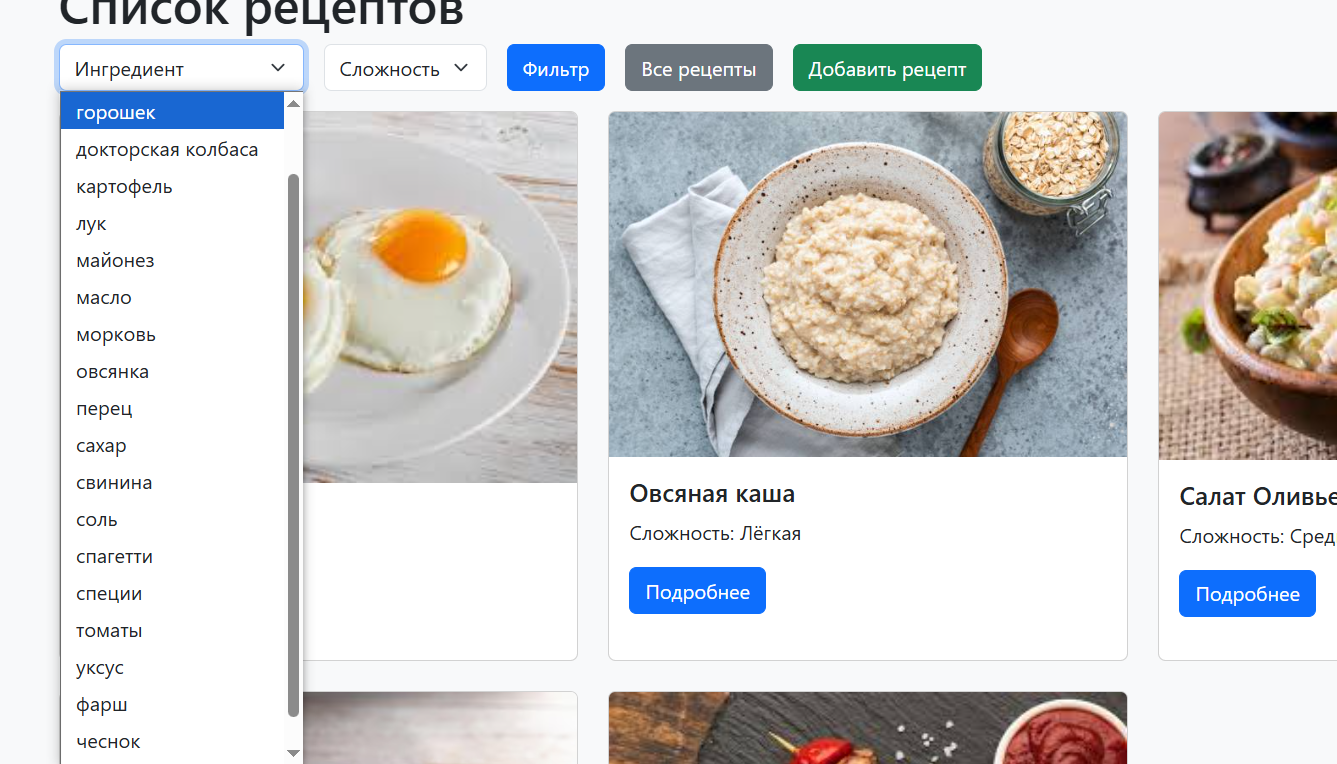 Список рецептов
Ингредиент
Сложность
Фильтр
Все рецепты
Добавить рецепт
горошек
докторская колбаса
картофель
лук
майонез
масло
морковь
овсянка
перец
сахар
свинина
соль
спагетти
специи
томаты
уксус
фарш
чеснок
Овсяная каша
Сложность: Лёгкая
Подробнее
Салат Оливье
Сложность: Сред
Подробнее